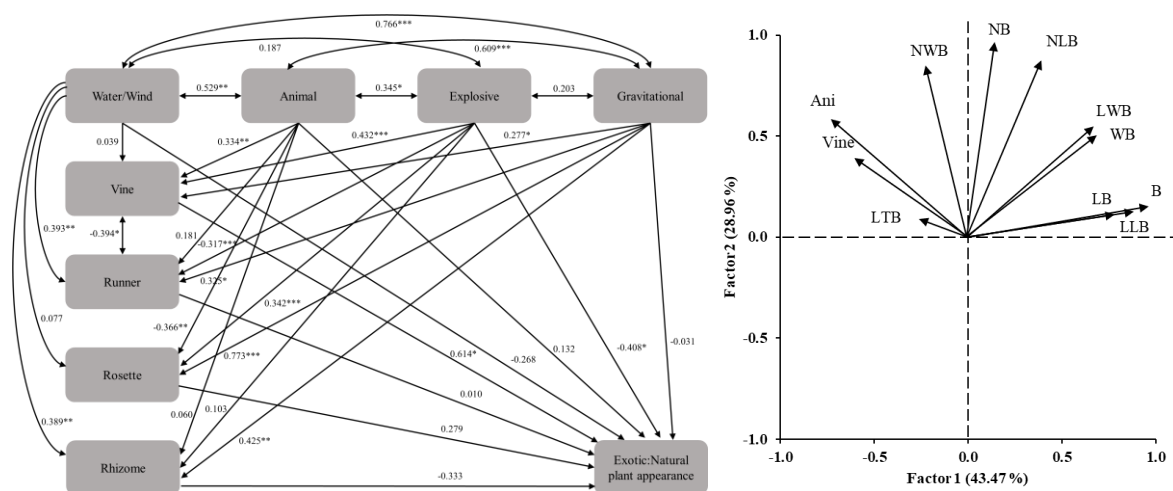 0.766***
0.187
0.609***
Water/Wind
0.529**
Animal
0.345*
Explosive
0.203
Gravitational
0.039
0.334**
0.432***
0.277*
Vine
0.393**
-0.394*
0.181
-0.317***
Runner
0.325*
0.077
0.342***
-0.366**
0.773***
0.614*
-0.268
0.132
-0.408*
-0.031
Rosette
0.010
0.389**
0.060
0.103
0.279
0.425**
Rhizome
-0.333
Exotic:Natural
plant appearance
1.0
0.5
0.0
-0.5
-1.0
-1.0
-0.5
0.0
0.5
1.0
Factor 2 (28.96 %)
Factor 1 (43.47 %)
NB
NWB
NLB
Ani
LWB
Vine
WB
LTB
LB
B
LLB